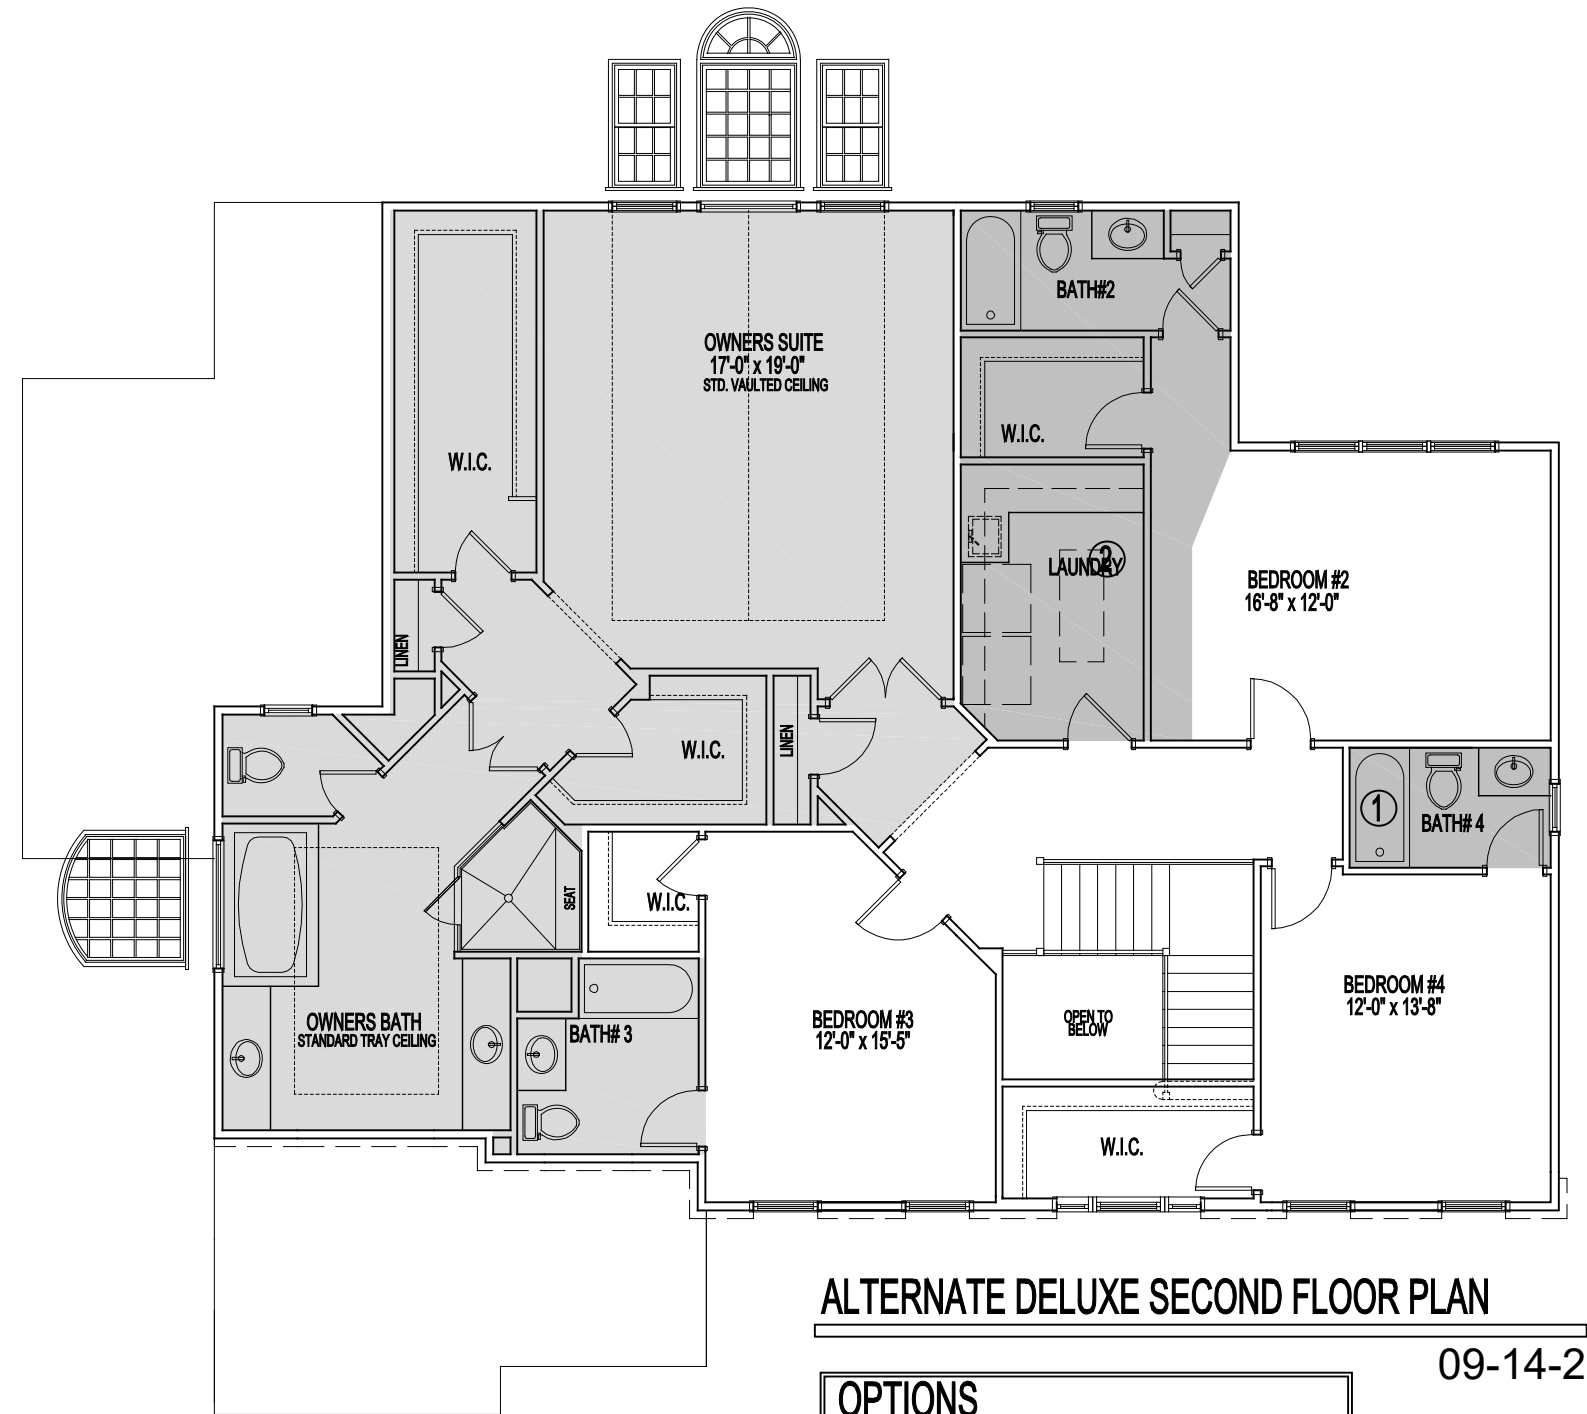 BATH#2
OWNERS SUITE
17'-0" x 19'-0"
STD. VAULTED CEILING
W.I.C.
W.I.C.
LAUNDRY
2
BEDROOM #2
16'-8" x 12'-0"
LINEN
LINEN
W.I.C.
1
BATH# 4
W.I.C.
SEAT
OWNERS BATH
STANDARD TRAY CEILING
BATH# 3
BEDROOM #3
12'-0" x 15'-5"
OPEN TO
BELOW
BEDROOM #4
12'-0" x 13'-8"
W.I.C.
ALTERNATE DELUXE SECOND FLOOR PLAN
09-14-2
OPTIONS